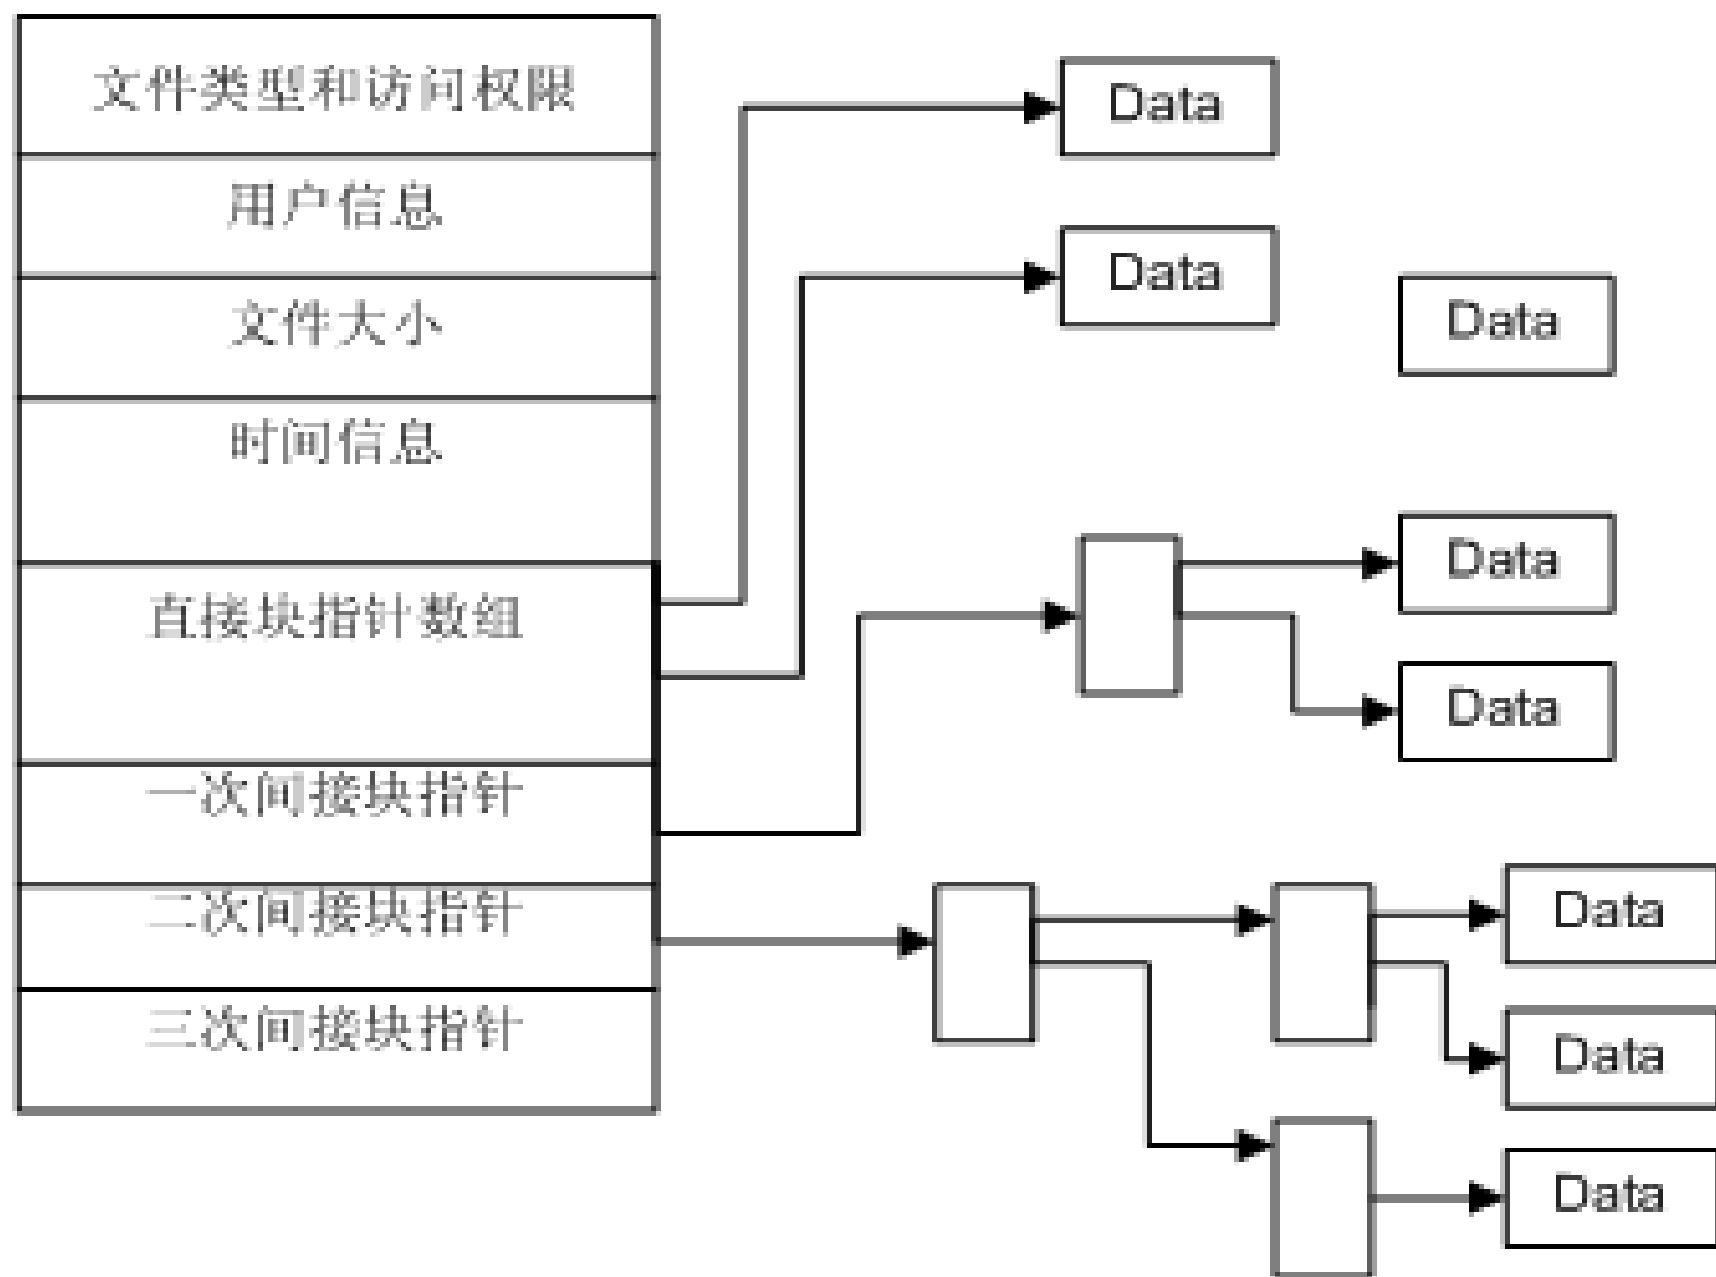 文件类型和访问权限
用户信息
文件大小
时间信息
直接块指针数组
一次间接块指针
二次间接块指针
三次间接块指针
Data
Data
Data
Data
Data
Data
Data
Data